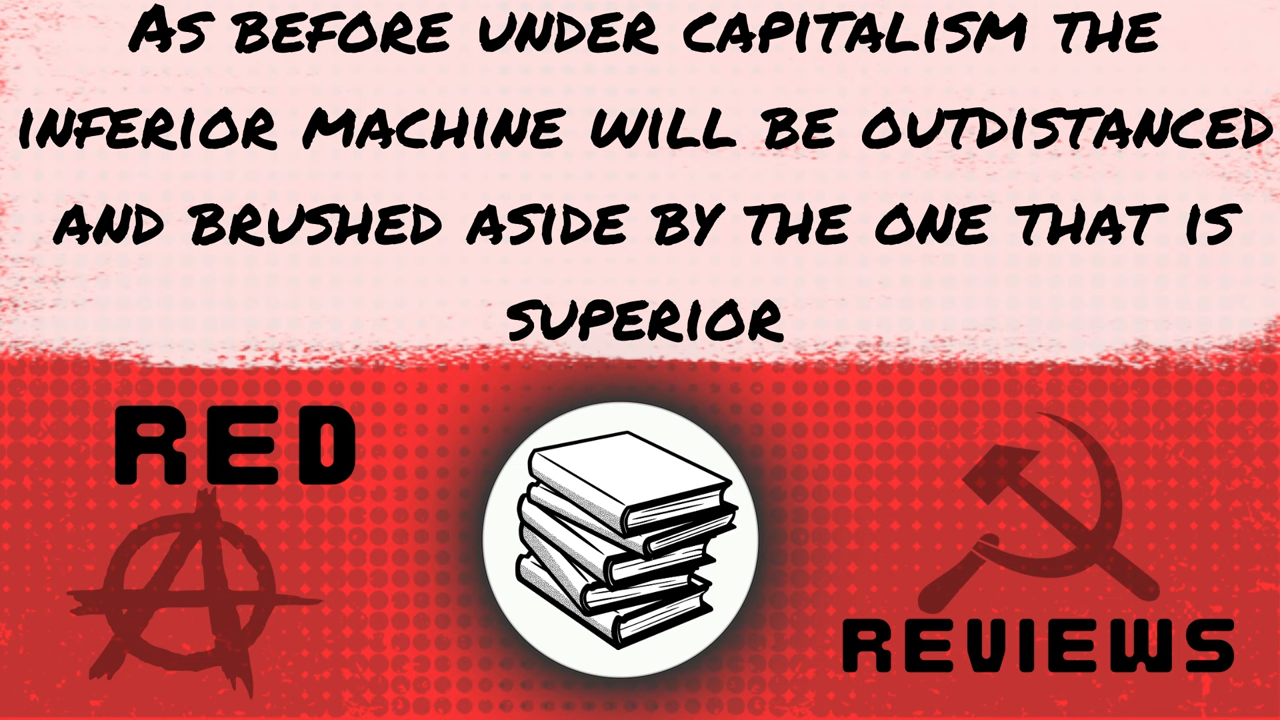 As before under capitalism the
inferior machine will be outdistanced
and brushed aside by the one that is
superior
RED
REVIEWS